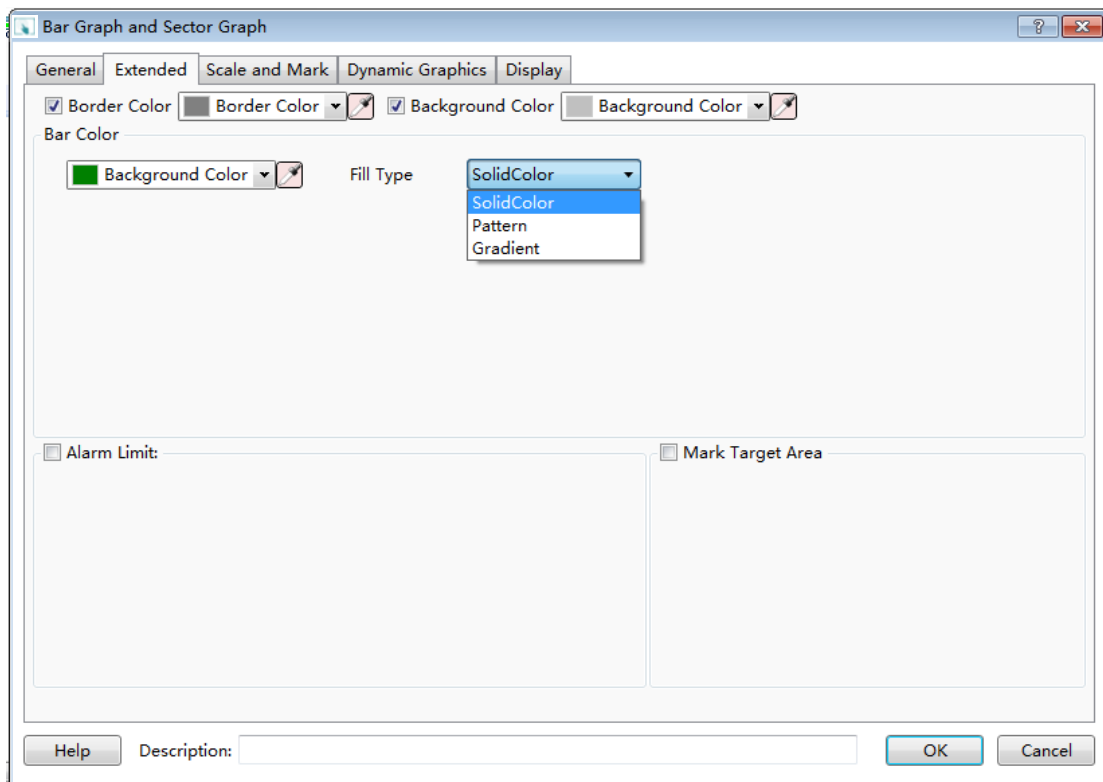 Bar Graph and Sector Graph
General Extended Scale and Mark Dynamic Graphics Display
Border Color Border Color Background Color Background Color
Bar Color
Background Color Fill Type SolidColor
SolidColor
Pattern
Gradient
Alarm Limit: Mark Target Area
Help Description: OK Cancel